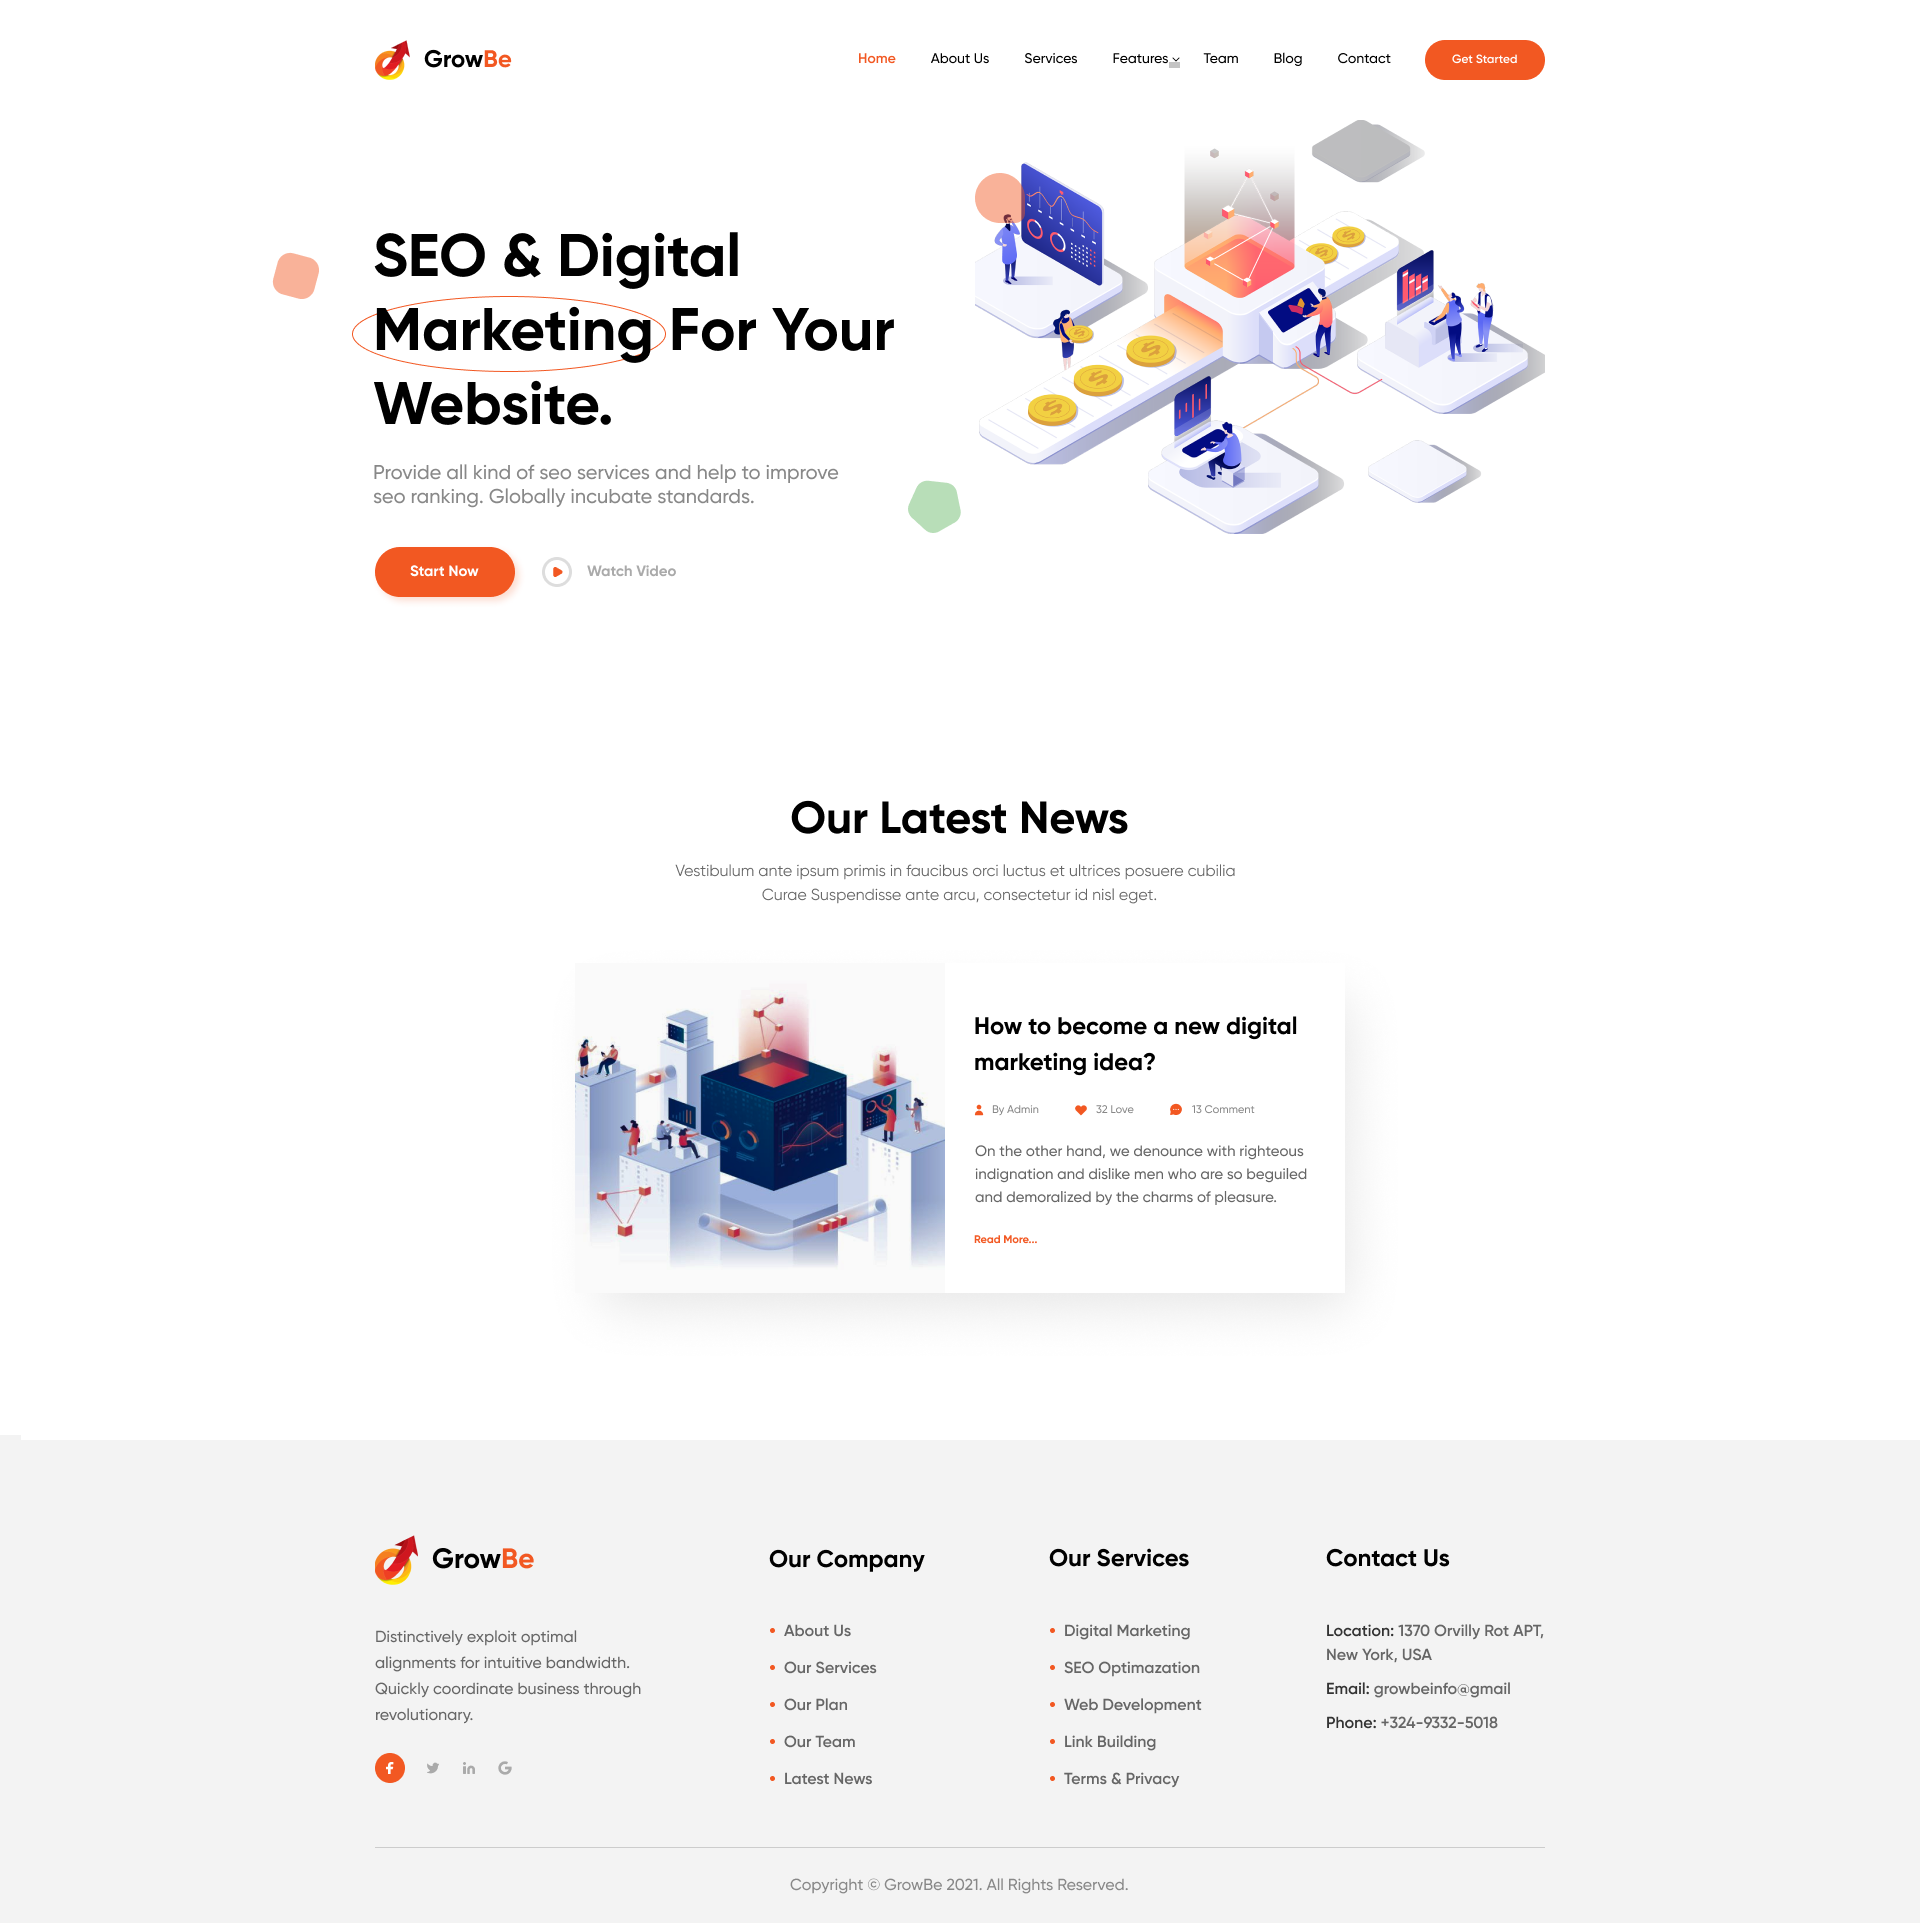 GrowBe
Home About Us Services Features Team Blog Contact Get Started
SEO & Digital
Marketing For Your
Website.
Provide all kind of seo services and help to improve
seo ranking. Globally incubate standards.
Start Now Watch Video
Our Latest News
Vestibulum ante ipsum primis in faucibus orci luctus et ultrices posuere cubilia
Curae Suspendisse ante arcu, consectetur id nisl eget.
How to become a new digital
marketing idea?
By Admin 32 Love 13 Comment
On the other hand, we denounce with righteous
indignation and dislike men who are so beguiled
and demoralized by the charms of pleasure.
Read More...
GrowBe
Distinctively exploit optimal
alignments for intuitive bandwidth.
Quickly coordinate business through
revolutionary.
Our Company
About Us
Our Services
Our Plan
Our Team
Latest News
Our Services
Digital Marketing
SEO Optimazation
Web Development
Link Building
Terms & Privacy
Contact Us
Location: 1370 Orvilly Rot APT,
New York, USA
Email: growbeinfo@gmail
Phone: +324-9332-5018
Copyright © GrowBe 2021. All Rights Reserved.